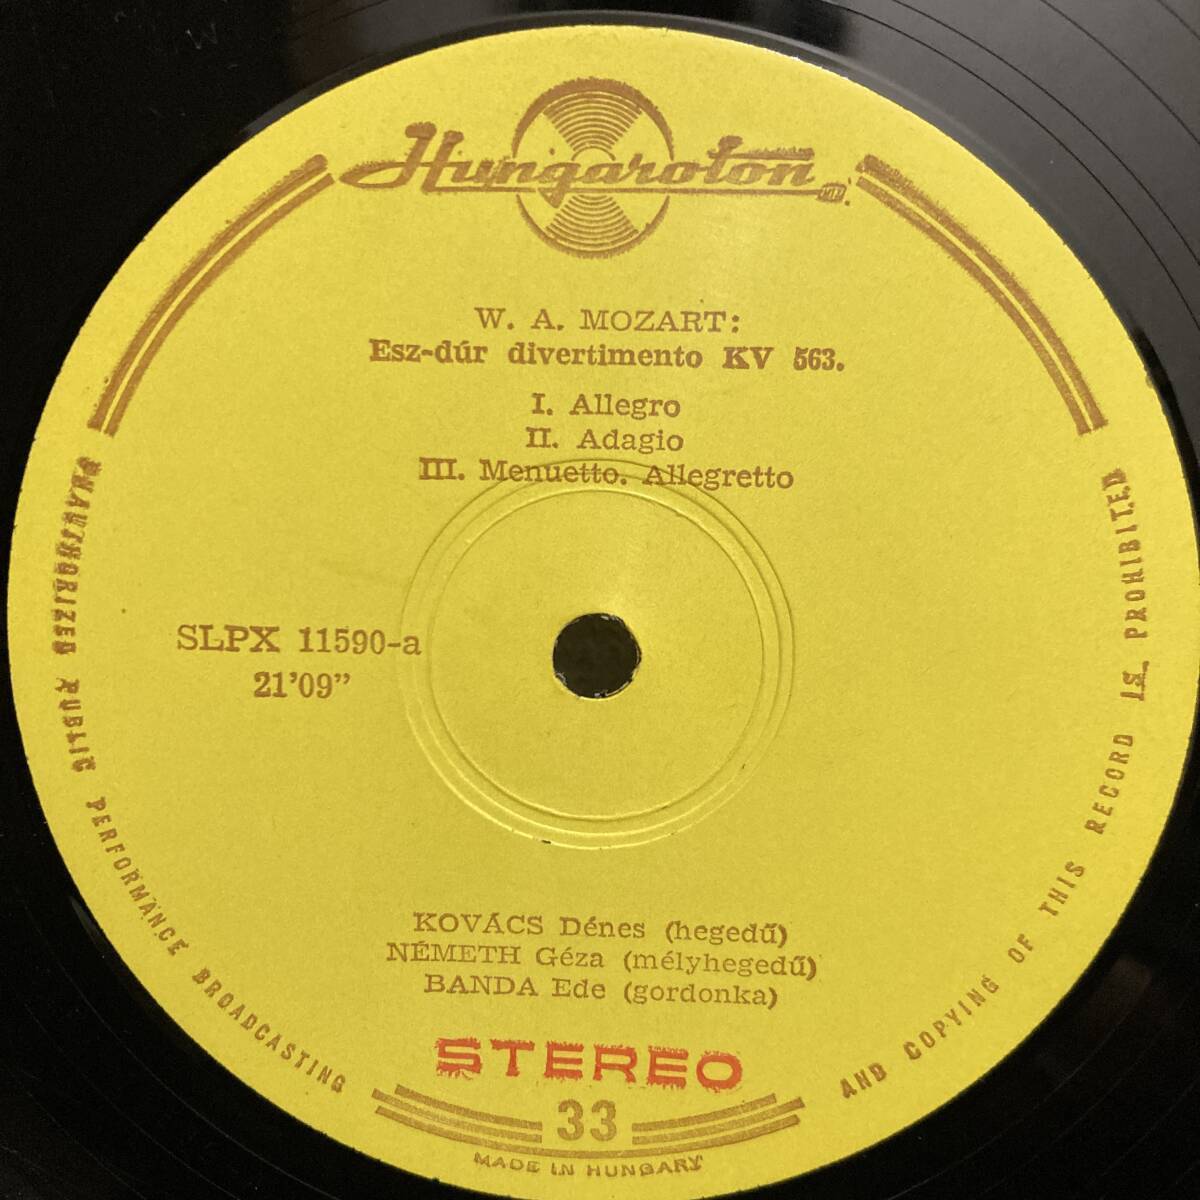 Hungaroton
W. A. MOZART:
Esz-dúr divertimento KV 563.
I. Allegro
II. Adagio
III. Menuetto. Allegretto
SLPX 11590-a
21'09"
KOVÁCS Dénes (hegedű)
NÉMETH Géza (mélyhegedű)
BANDA Ede (gordonka)
STEREO
33
MADE IN HUNGARY
UNAUTHORIZED PUBLIC PERFORMANCE BROADCASTING AND COPYING OF THIS RECORD IS PROHIBITED